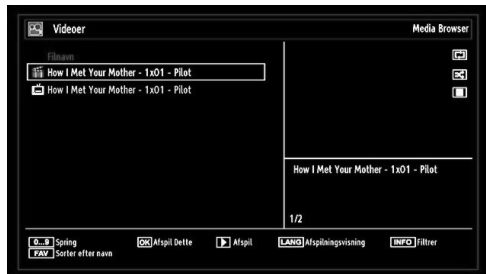 Videoer
Media Browser
Filnavn
How I Met Your Mother - 1x01 - Pilot
How I Met Your Mother - 1x01 - Pilot
How I Met Your Mother - 1x01 - Pilot
1/2
0...9 Spring OK Afspil Dette Afspil LANG Afspilningsvisning INFO Filtrer
FAV Sorter efter navn